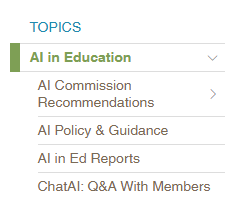 TOPICS
AI in Education
AI Commission
Recommendations
AI Policy & Guidance
AI in Ed Reports
ChatAI: Q&A With Members